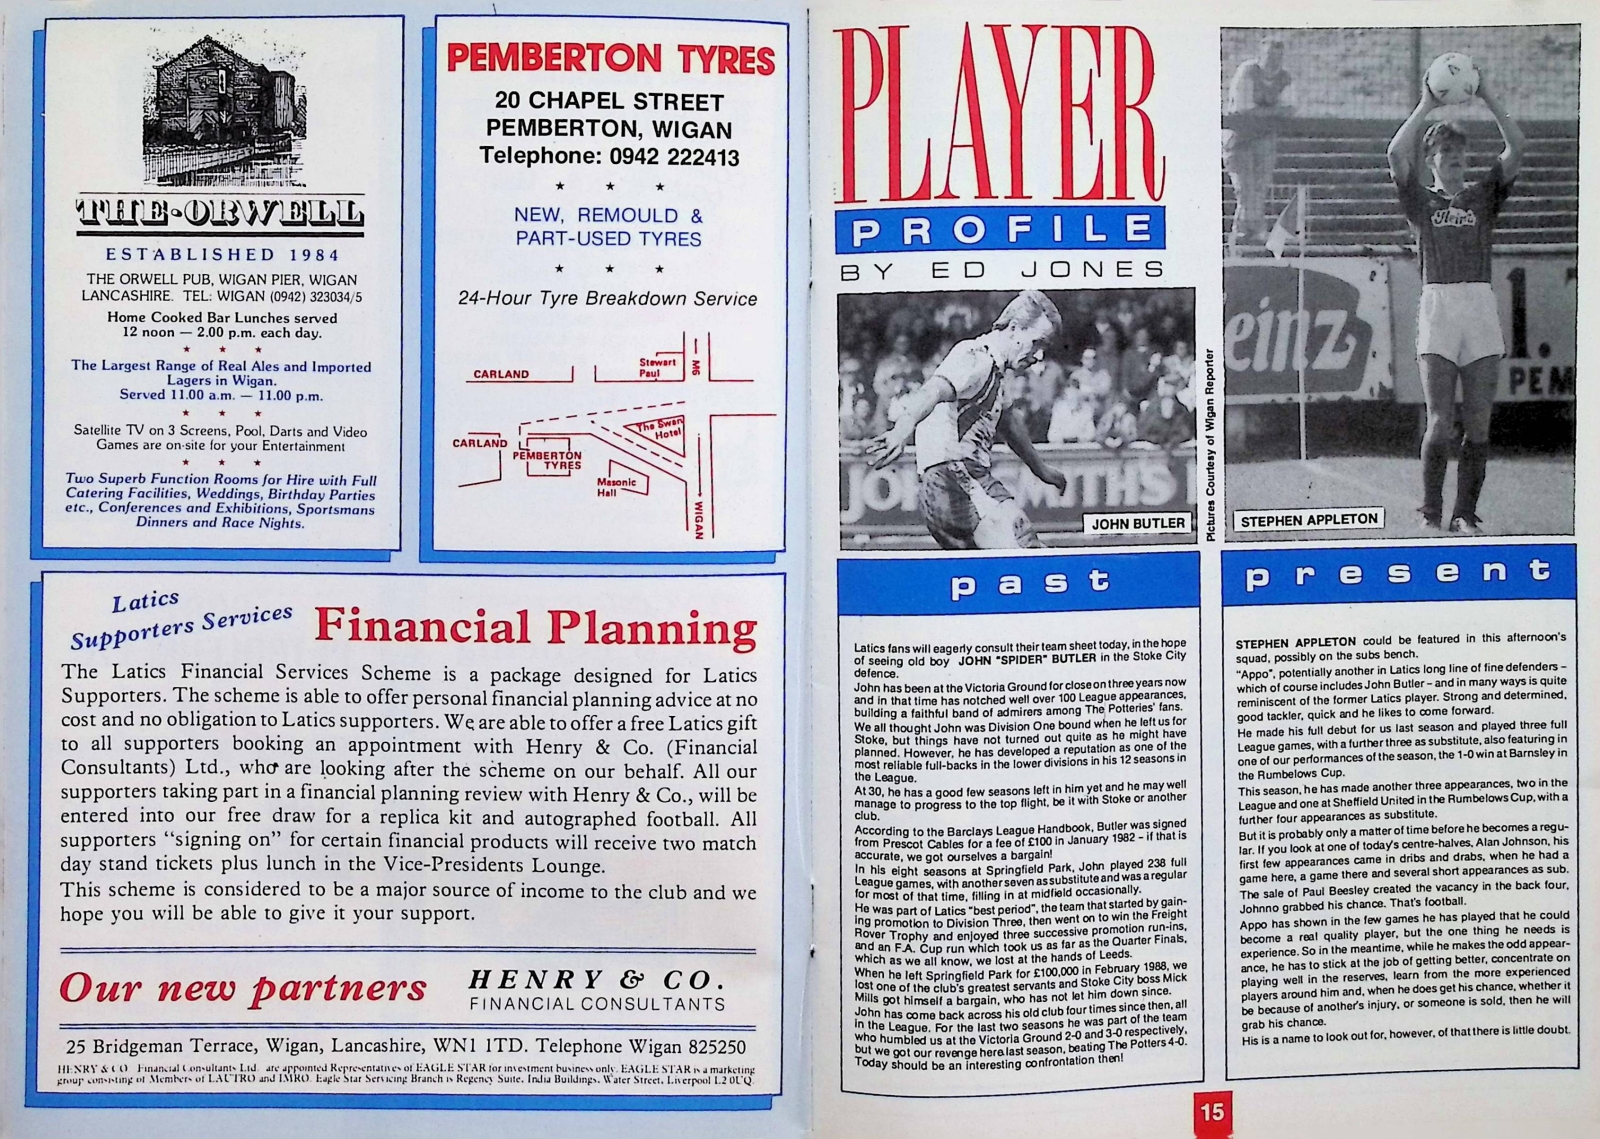 THE·ORWELL
ESTABLISHED 1984
THE ORWELL PUB, WIGAN PIER, WIGAN
LANCASHIRE. TEL: WIGAN (0942) 323034/5
Home Cooked Bar Lunches served
12 noon — 2.00 p.m. each day.
★ ★ ★
The Largest Range of Real Ales and Imported
Lagers in Wigan.
Served 11.00 a.m. — 11.00 p.m.
★ ★ ★
Satellite TV on 3 Screens, Pool, Darts and Video
Games are on-site for your Entertainment
★ ★ ★
Two Superb Function Rooms for Hire with Full
Catering Facilities, Weddings, Birthday Parties
etc., Conferences and Exhibitions, Sportsmans
Dinners and Race Nights.
PEMBERTON TYRES
20 CHAPEL STREET
PEMBERTON, WIGAN
Telephone: 0942 222413
★ ★ ★
NEW, REMOULD &
PART-USED TYRES
★ ★ ★
24-Hour Tyre Breakdown Service
CARLAND
Stewart
Paul
M6
The Swan
Hotel
CARLAND
PEMBERTON
TYRES
Masonic
Hall
WIGAN
Latics
Supporters Services
Financial Planning
The Latics Financial Services Scheme is a package designed for Latics
Supporters. The scheme is able to offer personal financial planning advice at no
cost and no obligation to Latics supporters. We are able to offer a free Latics gift
to all supporters booking an appointment with Henry & Co. (Financial
Consultants) Ltd., who are looking after the scheme on our behalf. All our
supporters taking part in a financial planning review with Henry & Co., will be
entered into our free draw for a replica kit and autographed football. All
supporters “signing on” for certain financial products will receive two match
day stand tickets plus lunch in the Vice-Presidents Lounge.
This scheme is considered to be a major source of income to the club and we
hope you will be able to give it your support.
Our new partners
HENRY & CO.
FINANCIAL CONSULTANTS
25 Bridgeman Terrace, Wigan, Lancashire, WN1 1TD. Telephone Wigan 825250
HENRY & CO Financial Consultants Ltd. are appointed Representatives of EAGLE STAR for investment business only. EAGLE STAR is a marketing
group consisting of Members of LAUTRO and IMRO. Eagle Star Servicing Branch is Regency Suite, India Buildings, Water Street, Liverpool L2 0UQ.
PLAYER
PROFILE
BY ED JONES
JOHN SMITHS
JOHN BUTLER
Pictures Courtesy of Wigan Reporter
Heinz
einz
1.
PEM
STEPHEN APPLETON
past
Latics fans will eagerly consult their team sheet today, in the hope
of seeing old boy JOHN "SPIDER" BUTLER in the Stoke City
defence.
John has been at the Victoria Ground for close on three years now
and in that time has notched well over 100 League appearances,
building a faithful band of admirers among The Potteries' fans.
We all thought John was Division One bound when he left us for
Stoke, but things have not turned out quite as he might have
planned. However, he has developed a reputation as one of the
most reliable full-backs in the lower divisions in his 12 seasons in
the League.
At 30, he has a good few seasons left in him yet and he may well
manage to progress to the top flight, be it with Stoke or another
club.
According to the Barclays League Handbook, Butler was signed
from Prescot Cables for a fee of £100 in January 1982 – if that is
accurate, we got ourselves a bargain!
In his eight seasons at Springfield Park, John played 238 full
League games, with another seven as substitute and was a regular
for most of that time, filling in at midfield occasionally.
He was part of Latics "best period", the team that started by gain-
ing promotion to Division Three, then went on to win the Freight
Rover Trophy and enjoyed three successive promotion run-ins,
and an F.A. Cup run which took us as far as the Quarter Finals,
which as we all know, we lost at the hands of Leeds.
When he left Springfield Park for £100,000 in February 1988, we
lost one of the club's greatest servants and Stoke City boss Mick
Mills got himself a bargain, who has not let him down since.
John has come back across his old club four times since then, all
in the League. For the last two seasons he was part of the team
who humbled us at the Victoria Ground 2-0 and 3-0 respectively,
but we got our revenge here last season, beating The Potters 4-0.
Today should be an interesting confrontation then!
present
STEPHEN APPLETON could be featured in this afternoon's
squad, possibly on the subs bench.
"Appo", potentially another in Latics long line of fine defenders –
which of course includes John Butler – and in many ways is quite
reminiscent of the former Latics player. Strong and determined,
good tackler, quick and he likes to come forward.
He made his full debut for us last season and played three full
League games, with a further three as substitute, also featuring in
one of our performances of the season, the 1-0 win at Barnsley in
the Rumbelows Cup.
This season, he has made another three appearances, two in the
League and one at Sheffield United in the Rumbelows Cup, with a
further four appearances as substitute.
But it is probably only a matter of time before he becomes a regu-
lar. If you look at one of today's centre-halves, Alan Johnson, his
first few appearances came in dribs and drabs, when he had a
game here, a game there and several short appearances as sub.
The sale of Paul Beesley created the vacancy in the back four,
Johnno grabbed his chance. That's football.
Appo has shown in the few games he has played that he could
become a real quality player, but the one thing he needs is
experience. So in the meantime, while he makes the odd appear-
ance, he has to stick at the job of getting better, concentrate on
playing well in the reserves, learn from the more experienced
players around him and, when he does get his chance, whether it
be because of another's injury, or someone is sold, then he will
grab his chance.
His is a name to look out for, however, of that there is little doubt.
15